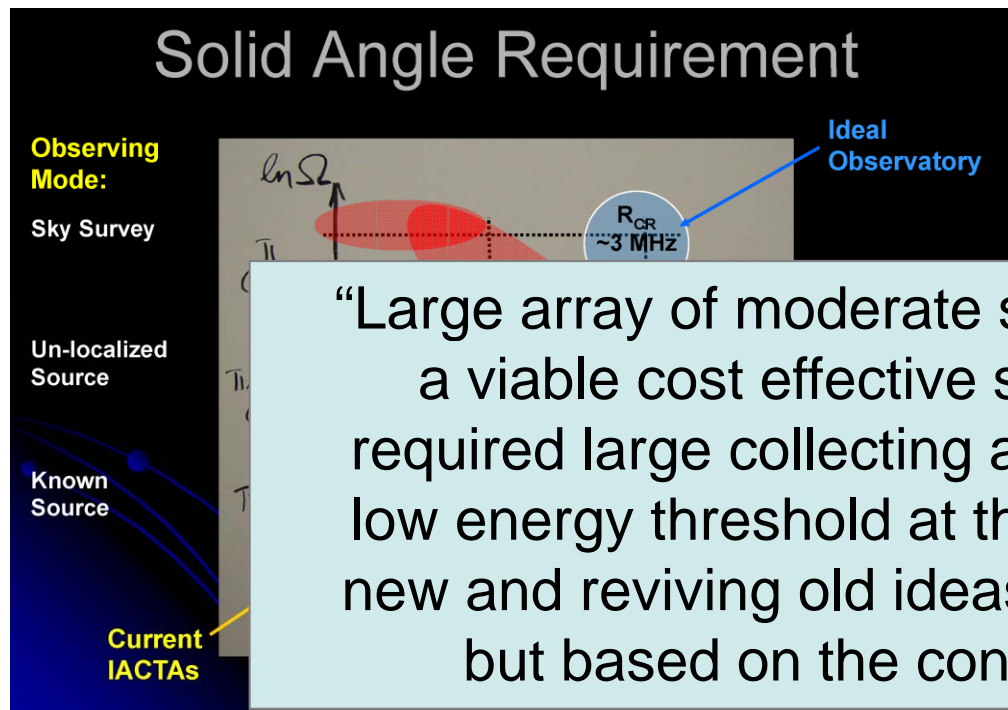 Solid Angle Requirement
Observing
Mode:
Ideal
Observatory
ln Ω
Sky Survey
R_CR
~3 MHz
“Large array of moderate
a viable cost effective
required large collecting
low energy threshold at
new and reviving old ideas
but based on the
Un-localized
Source
Known
Source
Current
IACTAs